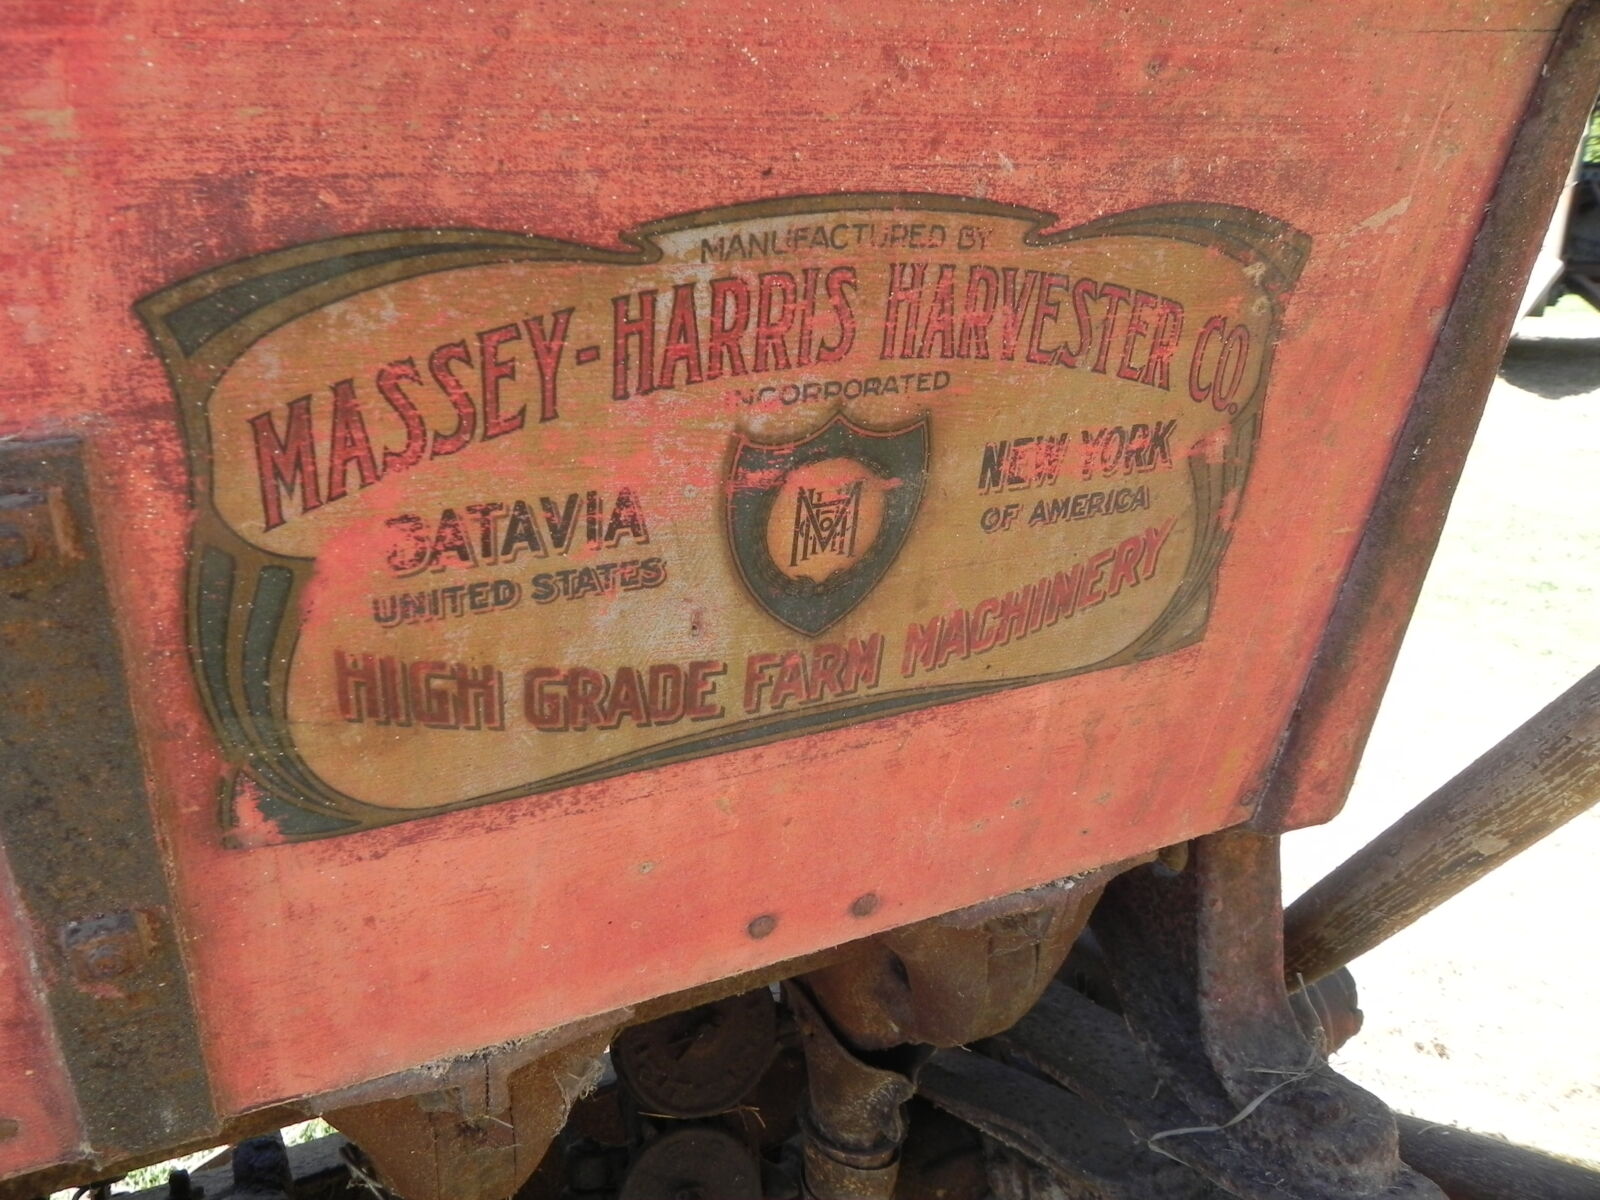 MANUFACTURED BY
MASSEY-HARRIS HARVESTER CO.
INCORPORATED
BATAVIA
UNITED STATES
NEW YORK
OF AMERICA
HIGH GRADE FARM MACHINERY